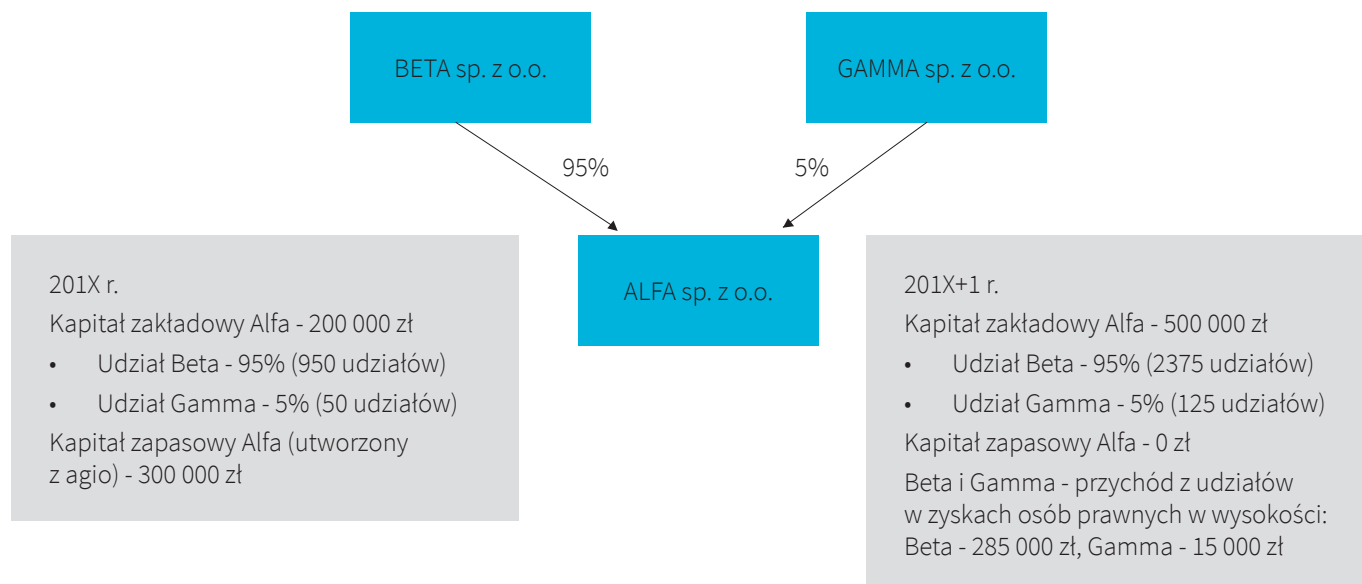 BETA sp. z o.o.
GAMMA sp. z o.o.
95%
5%
ALFA sp. z o.o.
201X r.
Kapitał zakładowy Alfa - 200 000 zł
• Udział Beta - 95% (950 udziałów)
• Udział Gamma - 5% (50 udziałów)
Kapitał zapasowy Alfa (utworzony
z agio) - 300 000 zł
201X+1 r.
Kapitał zakładowy Alfa - 500 000 zł
• Udział Beta - 95% (2375 udziałów)
• Udział Gamma - 5% (125 udziałów)
Kapitał zapasowy Alfa - 0 zł
Beta i Gamma - przychód z udziałów
w zyskach osób prawnych w wysokości:
Beta - 285 000 zł, Gamma - 15 000 zł